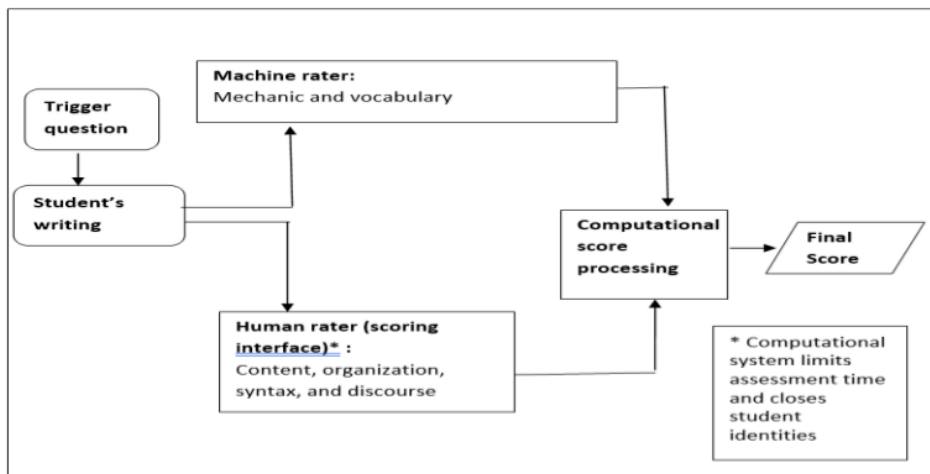 Trigger
question
Student's
writing
Machine rater:
Mechanic and vocabulary
Human rater (scoring
interface)* :
Content, organization,
syntax, and discourse
Computational
score
processing
Final
Score
* Computational
system limits
assessment time
and closes
student
identities